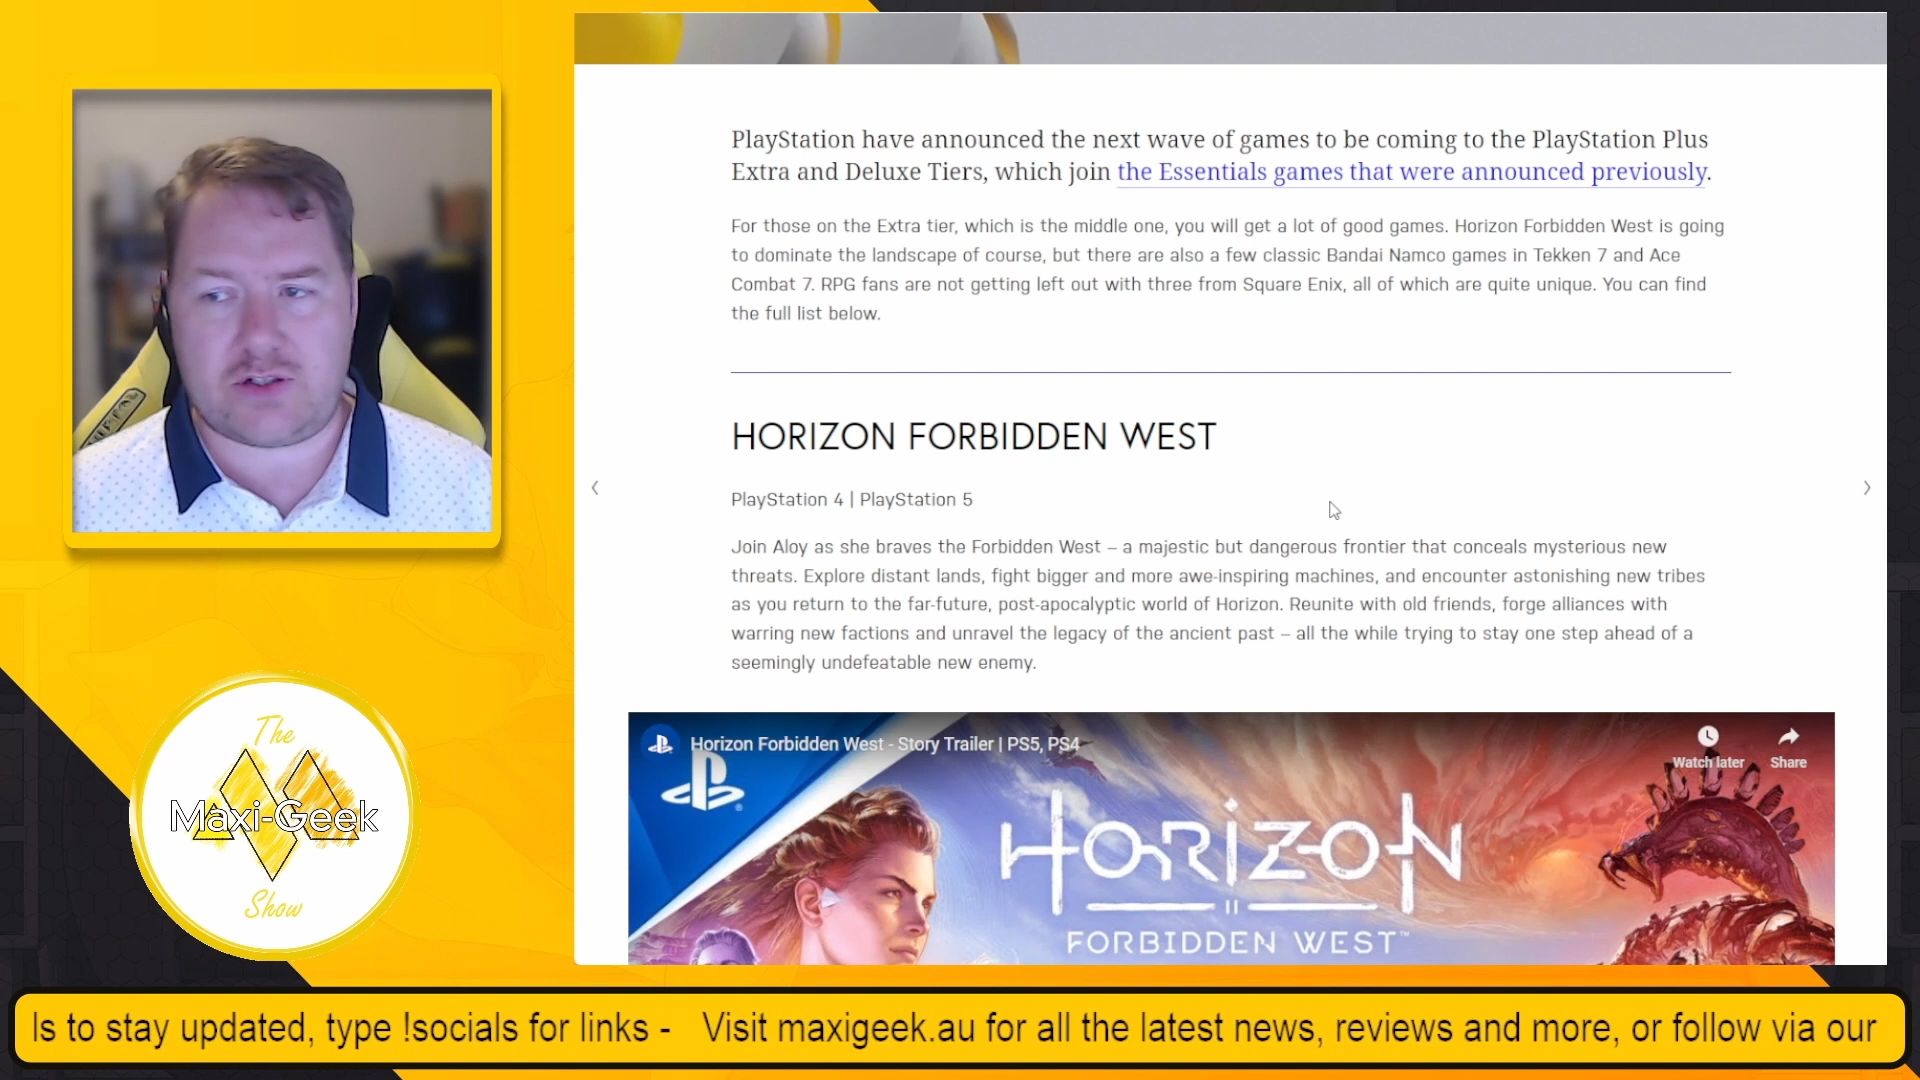 PlayStation have announced the next wave of games to be coming to the PlayStation Plus
Extra and Deluxe Tiers, which join the Essentials games that were announced previously.
For those on the Extra tier, which is the middle one, you will get a lot of good games. Horizon Forbidden West is going
to dominate the landscape of course, but there are also a few classic Bandai Namco games in Tekken 7 and Ace
Combat 7. RPG fans are not getting left out with three from Square Enix, all of which are quite unique. You can find
the full list below.
HORIZON FORBIDDEN WEST
PlayStation 4 | PlayStation 5
Join Aloy as she braves the Forbidden West – a majestic but dangerous frontier that conceals mysterious new
threats. Explore distant lands, fight bigger and more awe-inspiring machines, and encounter astonishing new tribes
as you return to the far-future, post-apocalyptic world of Horizon. Reunite with old friends, forge alliances with
warring new factions and unravel the legacy of the ancient past – all the while trying to stay one step ahead of a
seemingly undefeatable new enemy.
Horizon Forbidden West - Story Trailer | PS5, PS4
Watch later
Share
HORIZON
II
FORBIDDEN WEST™
The
Maxi-Geek
Show
ls to stay updated, type !socials for links - Visit maxigeek.au for all the latest news, reviews and more, or follow via our